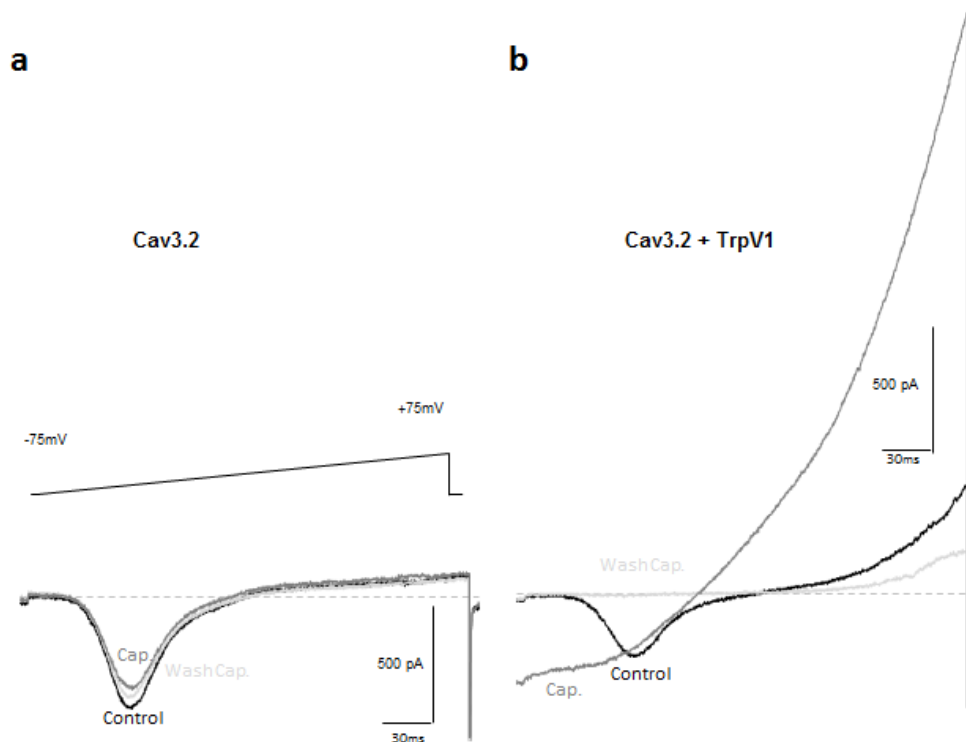 a
Cav3.2
+75mV
-75mV
Cap.
WashCap.
Control
500 pA
30ms
b
Cav3.2 + TrpV1
500 pA
30ms
WashCap.
Control
Cap.